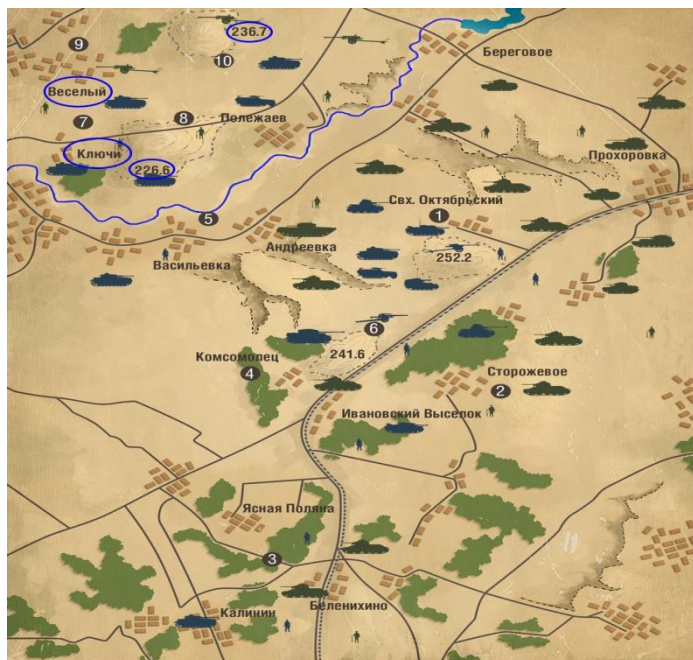 236.7
9
Береговое
10
Веселый
8
Полежаев
7
Ключи
Прохоровка
226.6
Свх. Октябрьский
5
1
Андреевка
252.2
Васильевка
6
241.6
Комсомолец
4
Сторожевое
2
Ивановский Выселок
Ясная Поляна
3
Беленихино
Калинин